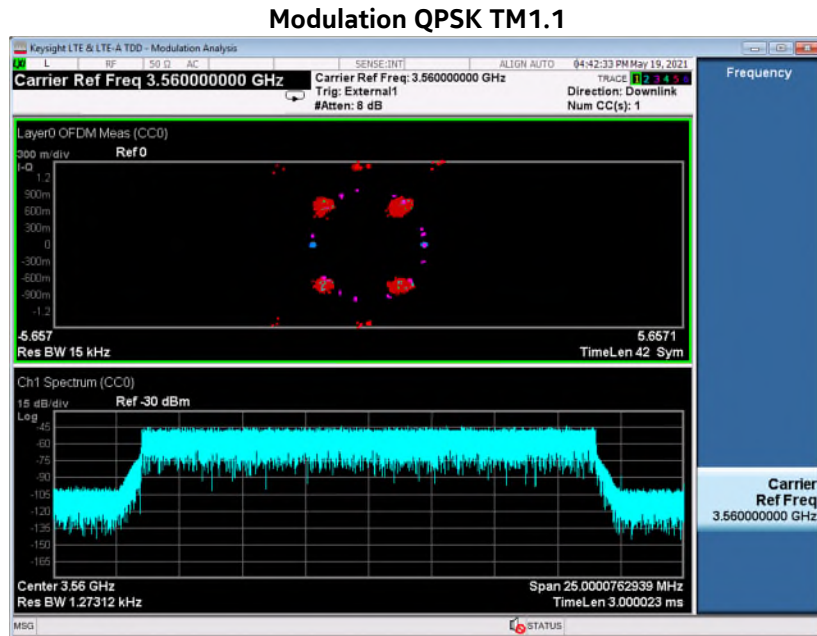 Modulation QPSK TM1.1
Keysight LTE & LTE-A TDD - Modulation Analysis
LXI L RF 50 Ω AC SENSE:INT ALIGN AUTO 04:42:33 PM May 19, 2021
Carrier Ref Freq 3.560000000 GHz
Carrier Ref Freq: 3.560000000 GHz
Trig: External1
#Atten: 8 dB
TRACE 1 2 3 4 5 6
Direction: Downlink
Num CC(s): 1
Frequency
Layer0 OFDM Meas (CC0)
300 m/div Ref 0
I-Q
1.2
900m
600m
300m
0
-300m
-600m
-900m
-1.2
-5.657 5.6571
Res BW 15 kHz TimeLen 42 Sym
Ch1 Spectrum (CC0)
15 dB/div Ref -30 dBm
Log
-45
-60
-75
-90
-105
-120
-135
-150
-165
Center 3.56 GHz Span 25.0000762939 MHz
Res BW 1.27312 kHz TimeLen 3.000023 ms
Carrier
Ref Freq
3.560000000 GHz
MSG STATUS